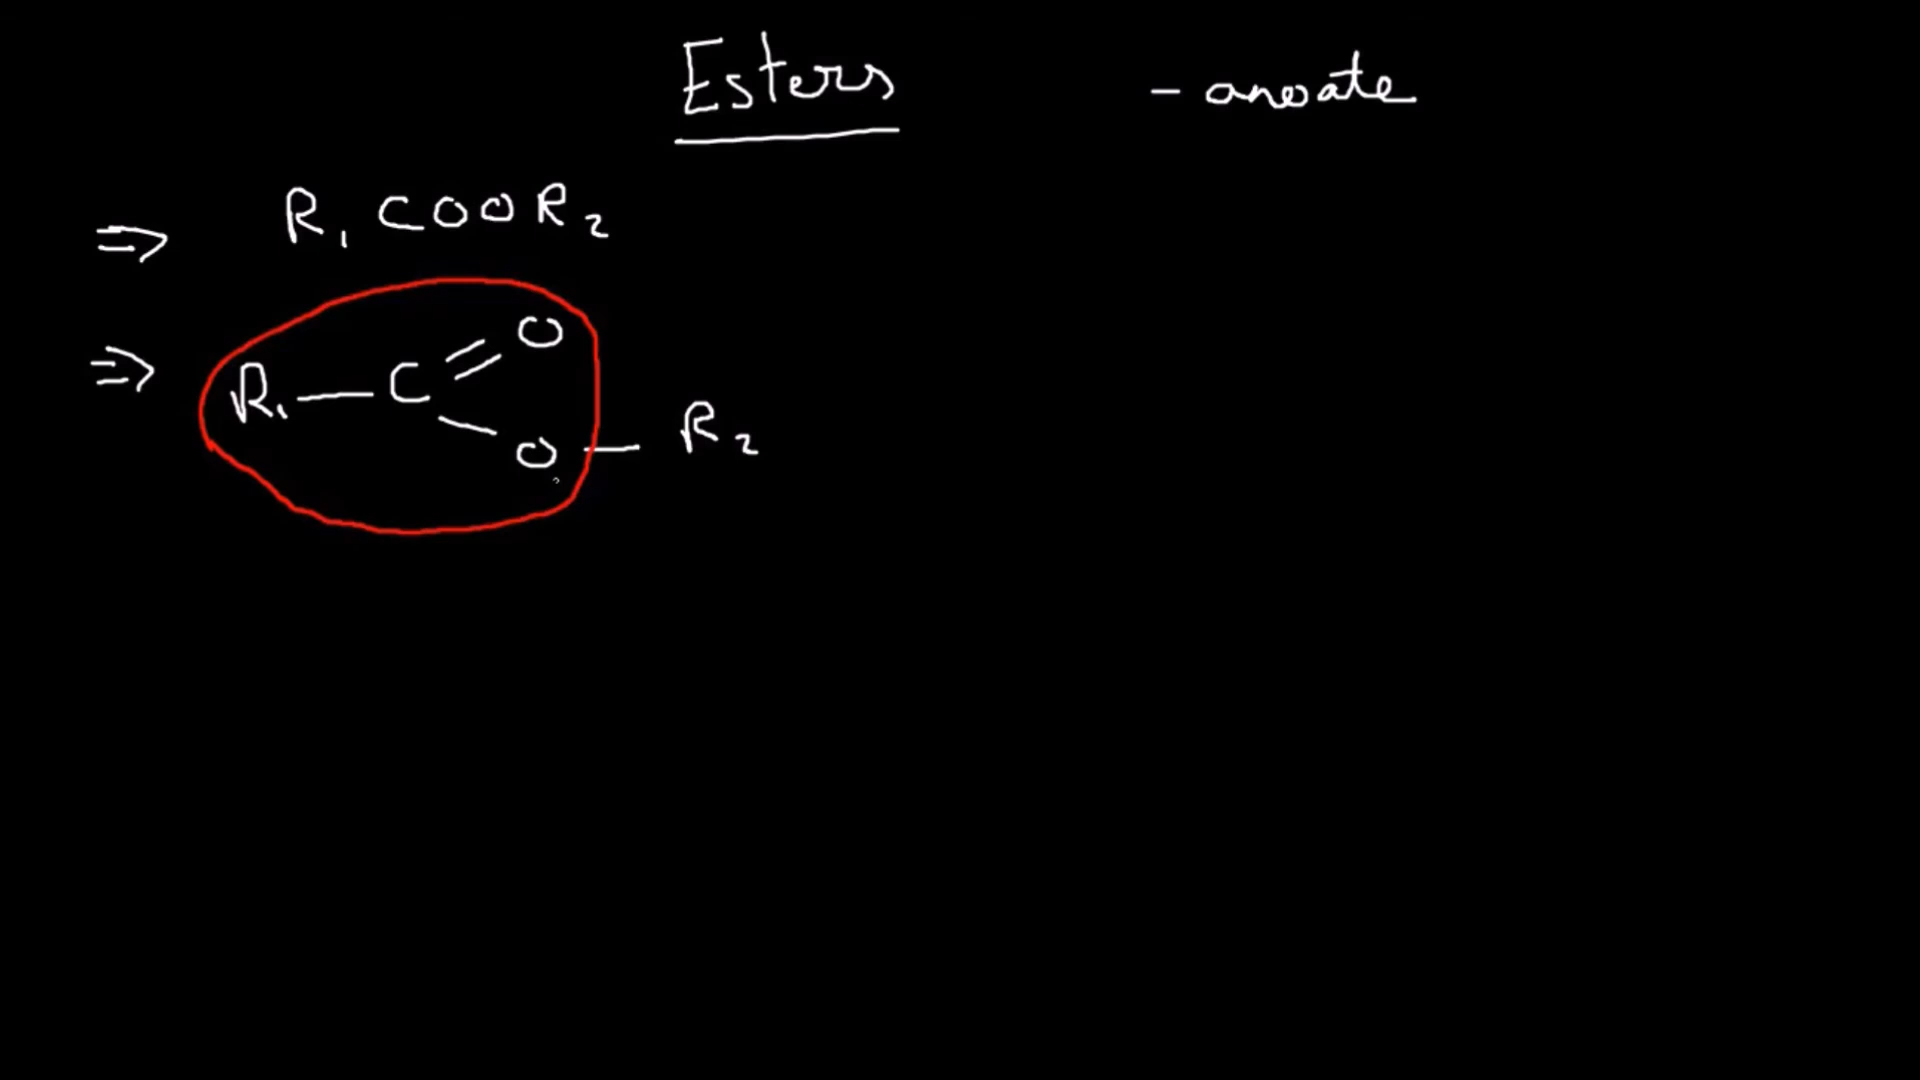 Esters - anoate
⇒ R₁COOR₂
⇒ R₁—C=O
O—R₂